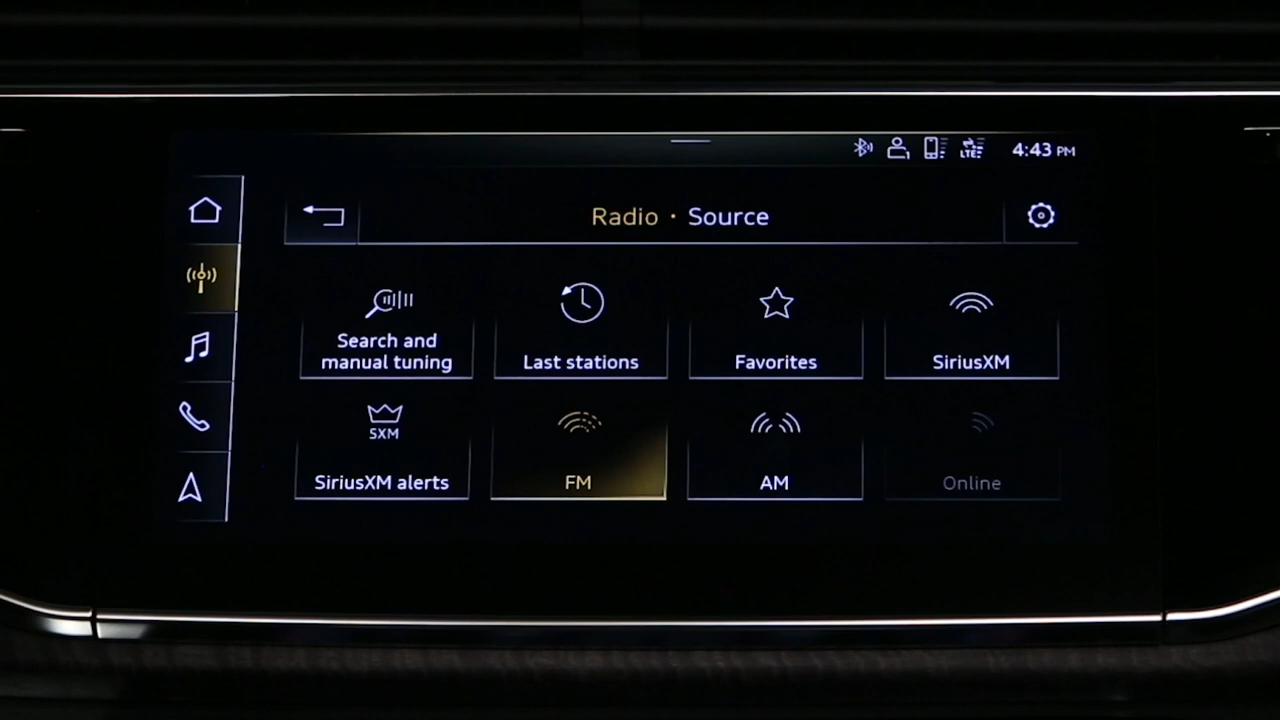 LTE 4:43 PM
Radio · Source
Search and
manual tuning
Last stations
Favorites
SiriusXM
SXM
SiriusXM alerts
FM
AM
Online